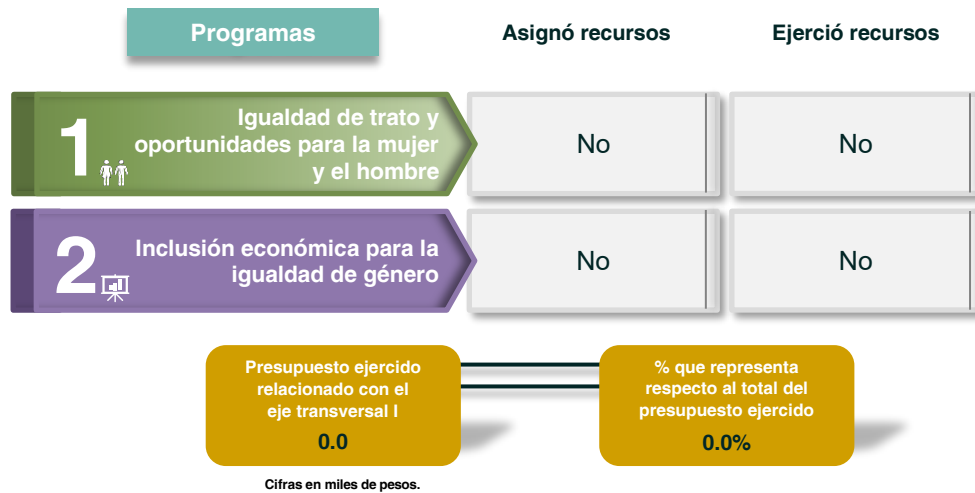 Programas
Asignó recursos
Ejerció recursos
1
Igualdad de trato y
oportunidades para la mujer
y el hombre
No
No
2
Inclusión económica para la
igualdad de género
No
No
Presupuesto ejercido
relacionado con el
eje transversal I
0.0
% que representa
respecto al total del
presupuesto ejercido
0.0%
Cifras en miles de pesos.